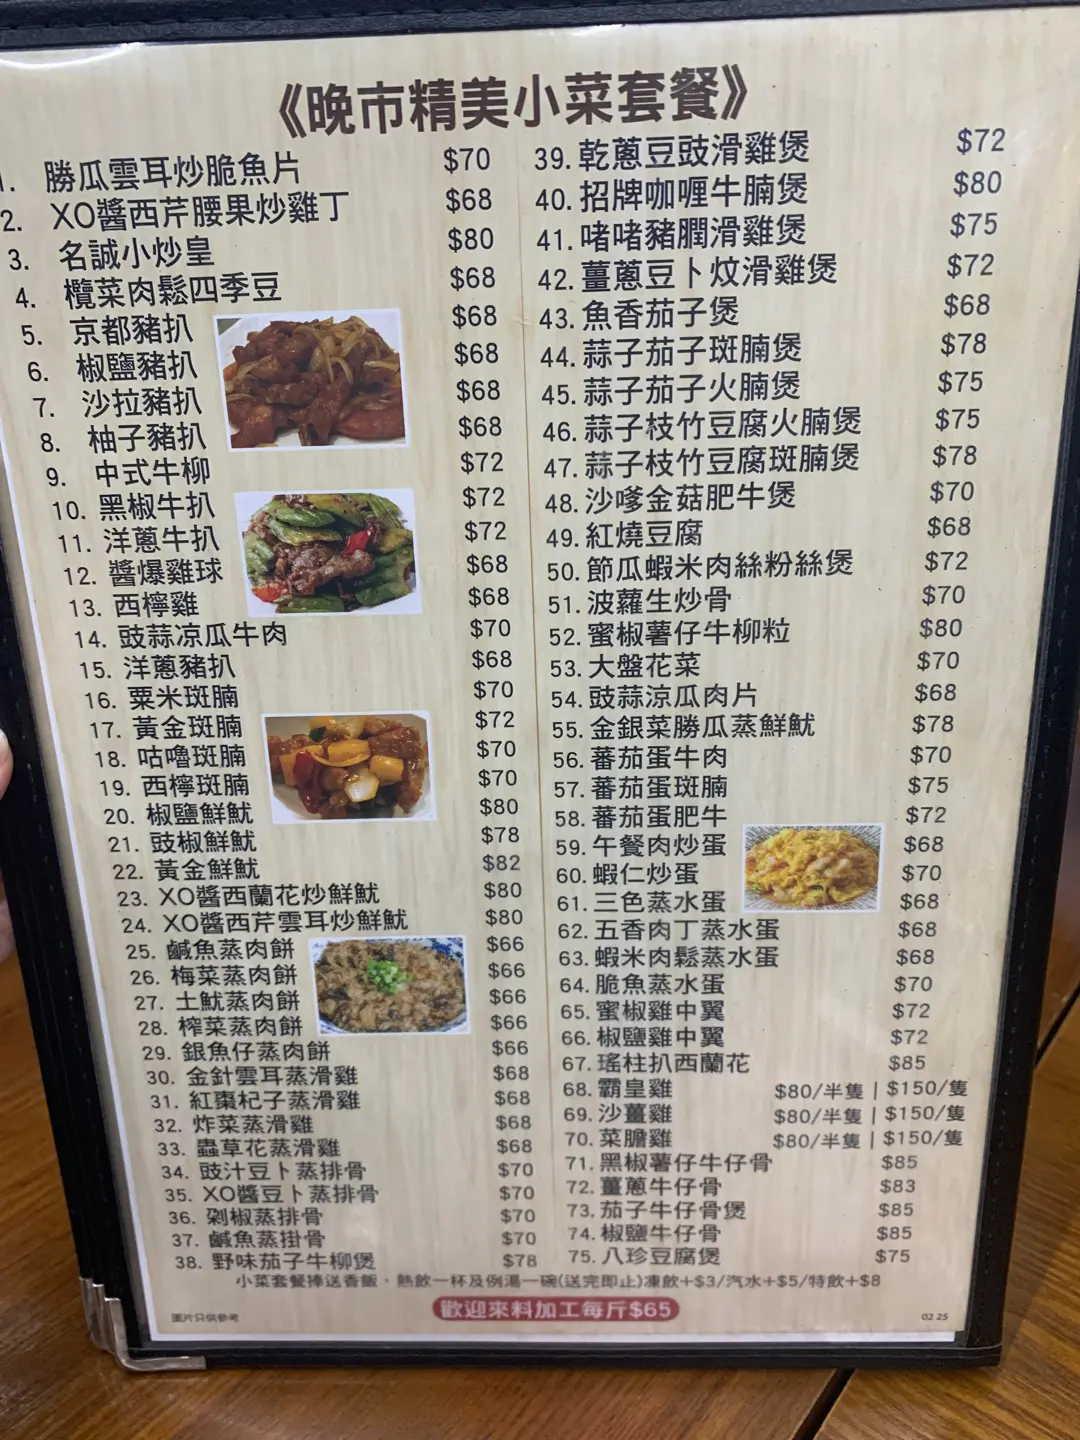 《晚市精美小菜套餐》
1. 勝瓜雲耳炒脆魚片 $70
2. XO醬西芹腰果炒雞丁 $68
3. 名誠小炒皇 $80
4. 欖菜肉鬆四季豆 $68
5. 京都豬扒 $68
6. 椒鹽豬扒 $68
7. 沙拉豬扒 $68
8. 柚子豬扒 $68
9. 中式牛柳 $72
10. 黑椒牛扒 $72
11. 洋蔥牛扒 $72
12. 醬爆雞球 $68
13. 西檸雞 $68
14. 豉蒜凉瓜牛肉 $70
15. 洋蔥豬扒 $68
16. 粟米斑腩 $70
17. 黃金斑腩 $72
18. 咕嚕斑腩 $70
19. 西檸斑腩 $70
20. 椒鹽鮮魷 $80
21. 豉椒鮮魷 $78
22. 黃金鮮魷 $82
23. XO醬西蘭花炒鮮魷 $80
24. XO醬西芹雲耳炒鮮魷 $80
25. 鹹魚蒸肉餅 $66
26. 梅菜蒸肉餅 $66
27. 土魷蒸肉餅 $66
28. 榨菜蒸肉餅 $66
29. 銀魚仔蒸肉餅 $66
30. 金針雲耳蒸滑雞 $68
31. 紅棗杞子蒸滑雞 $68
32. 炸菜蒸滑雞 $68
33. 蟲草花蒸滑雞 $68
34. 豉汁豆卜蒸排骨 $70
35. XO醬豆卜蒸排骨 $70
36. 剁椒蒸排骨 $70
37. 鹹魚蒸掛骨 $70
38. 野味茄子牛柳煲 $78
39. 乾蔥豆豉滑雞煲 $72
40. 招牌咖喱牛腩煲 $80
41. 啫啫豬膶滑雞煲 $75
42. 薑蔥豆卜炆滑雞煲 $72
43. 魚香茄子煲 $68
44. 蒜子茄子斑腩煲 $78
45. 蒜子茄子火腩煲 $75
46. 蒜子枝竹豆腐火腩煲 $75
47. 蒜子枝竹豆腐斑腩煲 $78
48. 沙嗲金菇肥牛煲 $70
49. 紅燒豆腐 $68
50. 節瓜蝦米肉絲粉絲煲 $72
51. 波蘿生炒骨 $70
52. 蜜椒薯仔牛柳粒 $80
53. 大盤花菜 $70
54. 豉蒜涼瓜肉片 $68
55. 金銀菜勝瓜蒸鮮魷 $78
56. 蕃茄蛋牛肉 $70
57. 蕃茄蛋斑腩 $75
58. 蕃茄蛋肥牛 $72
59. 午餐肉炒蛋 $68
60. 蝦仁炒蛋 $70
61. 三色蒸水蛋 $68
62. 五香肉丁蒸水蛋 $68
63. 蝦米肉鬆蒸水蛋 $68
64. 脆魚蒸水蛋 $70
65. 蜜椒雞中翼 $72
66. 椒鹽雞中翼 $72
67. 瑤柱扒西蘭花 $85
68. 霸皇雞 $80/半隻 | $150/隻
69. 沙薑雞 $80/半隻 | $150/隻
70. 菜膽雞 $80/半隻 | $150/隻
71. 黑椒薯仔牛仔骨 $85
72. 薑蔥牛仔骨 $83
73. 茄子牛仔骨煲 $85
74. 椒鹽牛仔骨 $85
75. 八珍豆腐煲 $75
小菜套餐捧送香飯，熱飲一杯及例湯一碗(送完即止)凍飲+$3/汽水+$5/特飲+$8
歡迎來料加工每斤$65
圖片只供參考
02 25